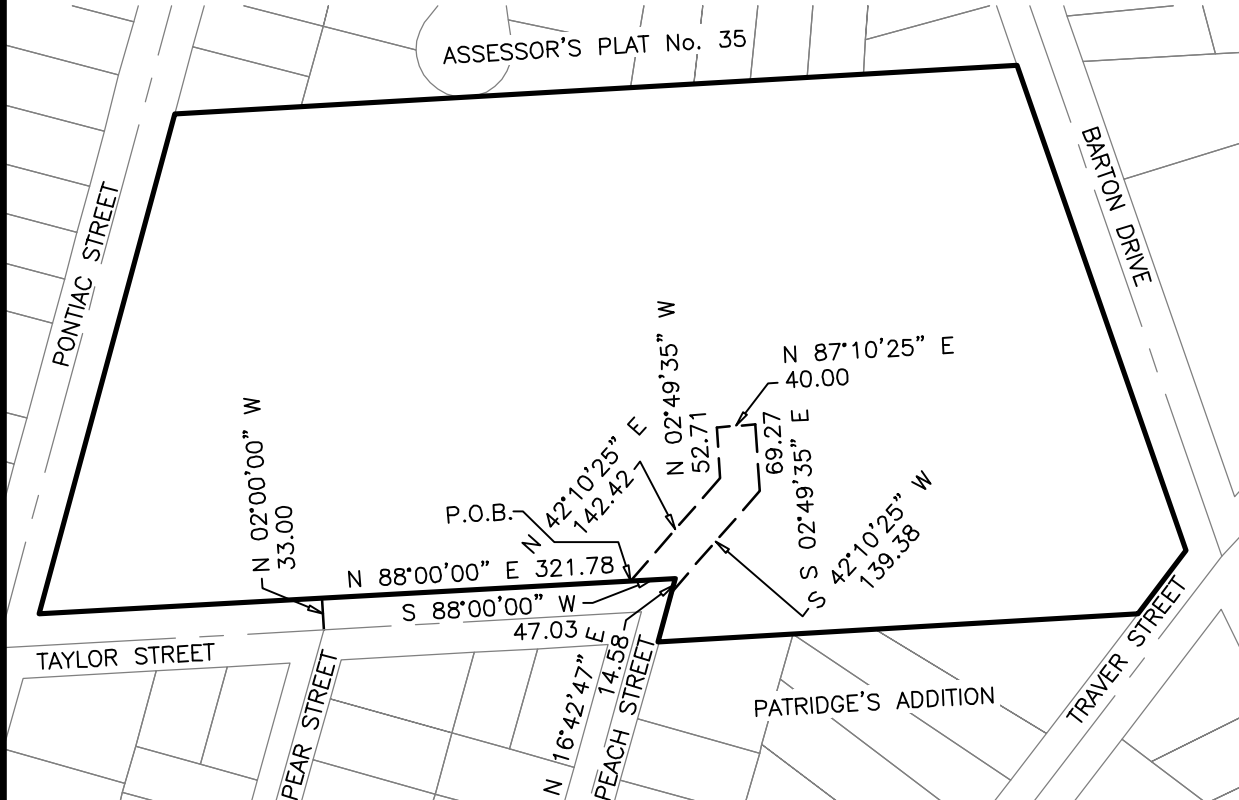 ASSESSOR'S PLAT No. 35
PONTIAC STREET
BARTON DRIVE
N 02°49'35" W
52.71
N 87°10'25" E
40.00
69.27
S 02°49'35" E
N 42°10'25" E
142.42
P.O.B.
N 02°00'00" W
33.00
N 88°00'00" E 321.78
S 88°00'00" W
47.03
S 42°10'25" W
139.38
N 16°42'47" E
14.58
TAYLOR STREET
PEAR STREET
PEACH STREET
PATRIDGE'S ADDITION
TRAVER STREET